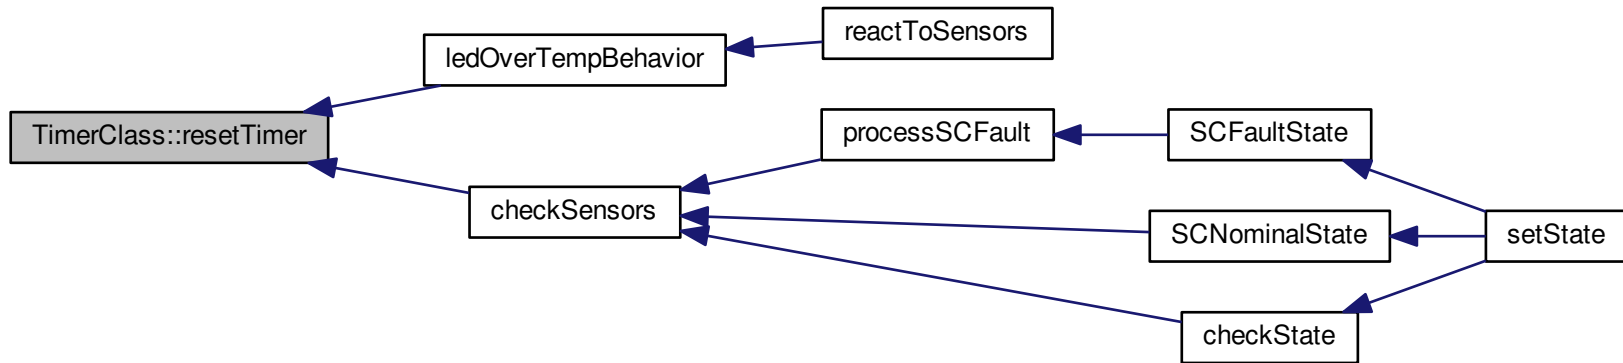 reactToSensors
ledOverTempBehavior
TimerClass::resetTimer
processSCFault
SCFaultState
checkSensors
SCNominalState
setState
checkState